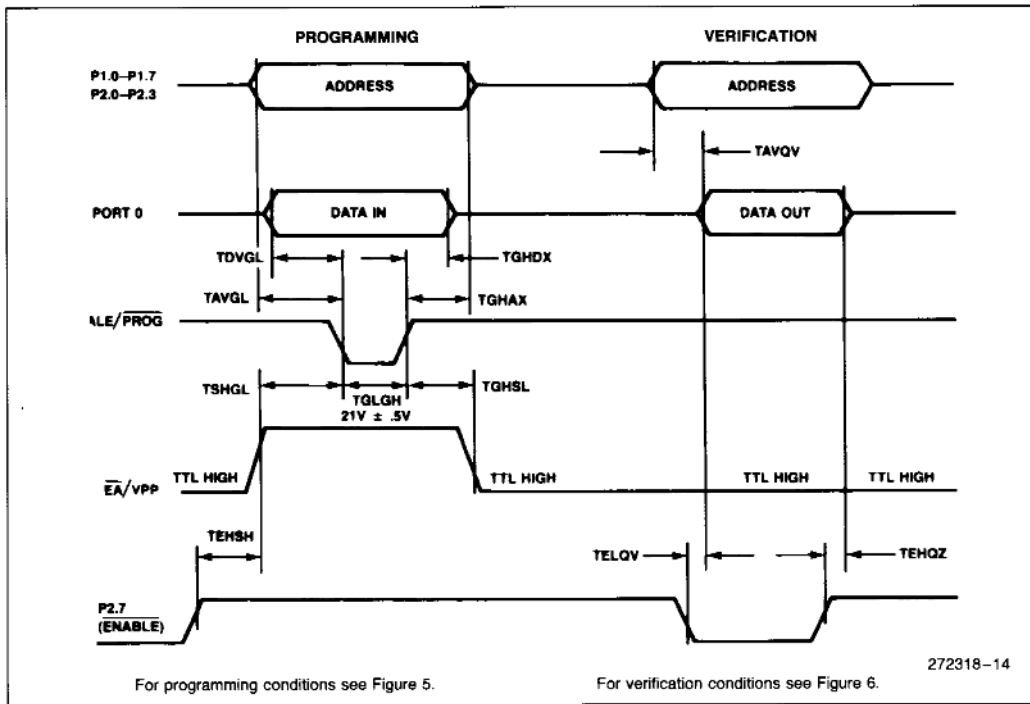 PROGRAMMING
VERIFICATION
P1.0–P1.7
P2.0–P2.3
ADDRESS
ADDRESS
TAVQV
PORT 0
DATA IN
DATA OUT
TDVGL
TGHDX
TAVGL
TGHAX
ALE/PROG
TSHGL
TGLGH
TGHSL
21V ± .5V
EA/VPP
TTL HIGH
TTL HIGH
TTL HIGH
TTL HIGH
TEHSH
TELQV
TEHQZ
P2.7
(ENABLE)
272318–14
For programming conditions see Figure 5.
For verification conditions see Figure 6.